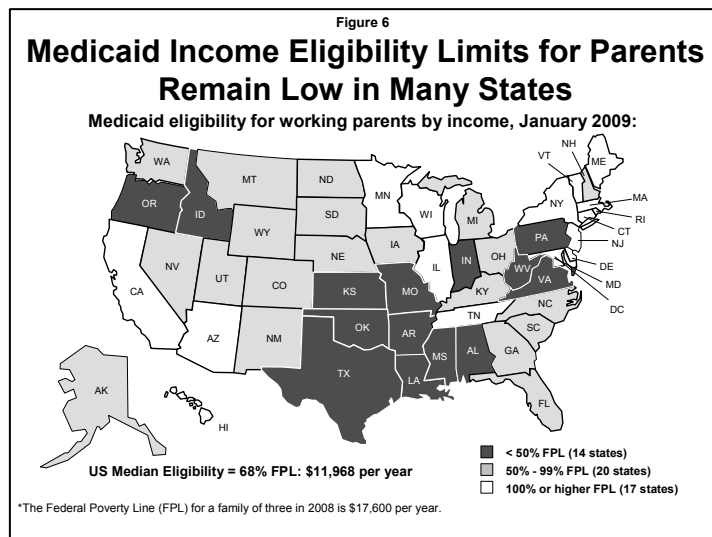 Figure 6
Medicaid Income Eligibility Limits for Parents
Remain Low in Many States
Medicaid eligibility for working parents by income, January 2009:
WA
OR
ID
MT
ND
MN
SD
WY
WI
MI
NH
VT
ME
NY
MA
RI
CT
NJ
PA
DE
MD
DC
IA
NE
NV
UT
CO
CA
IL
IN
OH
WV
VA
KS
MO
KY
NC
TN
SC
AZ
NM
OK
AR
MS
AL
GA
TX
LA
FL
AK
HI
US Median Eligibility = 68% FPL: $11,968 per year
< 50% FPL (14 states)
50% - 99% FPL (20 states)
100% or higher FPL (17 states)
*The Federal Poverty Line (FPL) for a family of three in 2008 is $17,600 per year.